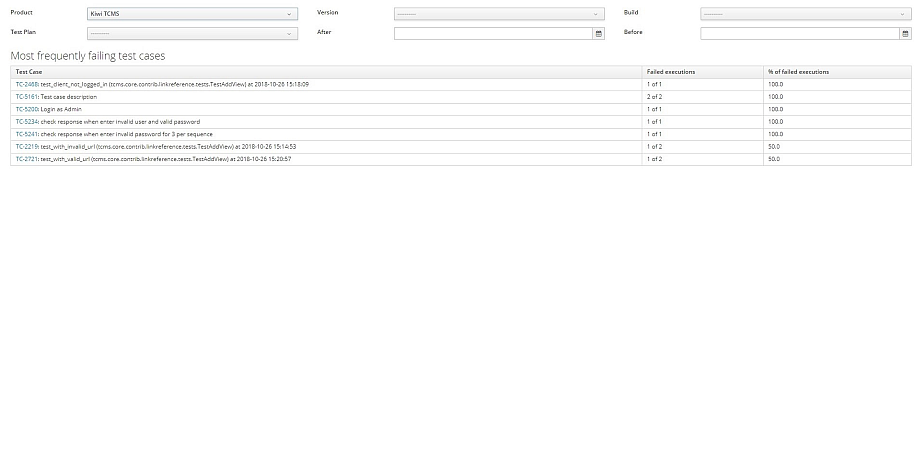 Product Kiwi TCMS Version ---------- Build ----------
Test Plan ---------- After Before
Most frequently failing test cases
Test Case Failed executions % of failed executions
TC-2468: test_client_not_logged_in (tcms.core.contrib.linkreference.tests.TestAddView) at 2018-10-26 15:18:09 1 of 1 100.0
TC-5161: Test case description 2 of 2 100.0
TC-5200: Login as Admin 1 of 1 100.0
TC-5234: check response when enter invalid user and valid password 1 of 1 100.0
TC-5241: check response when enter invalid password for 3 per sequence 1 of 1 100.0
TC-2219: test_with_invalid_url (tcms.core.contrib.linkreference.tests.TestAddView) at 2018-10-26 15:14:53 1 of 2 50.0
TC-2721: test_with_valid_url (tcms.core.contrib.linkreference.tests.TestAddView) at 2018-10-26 15:20:57 1 of 2 50.0